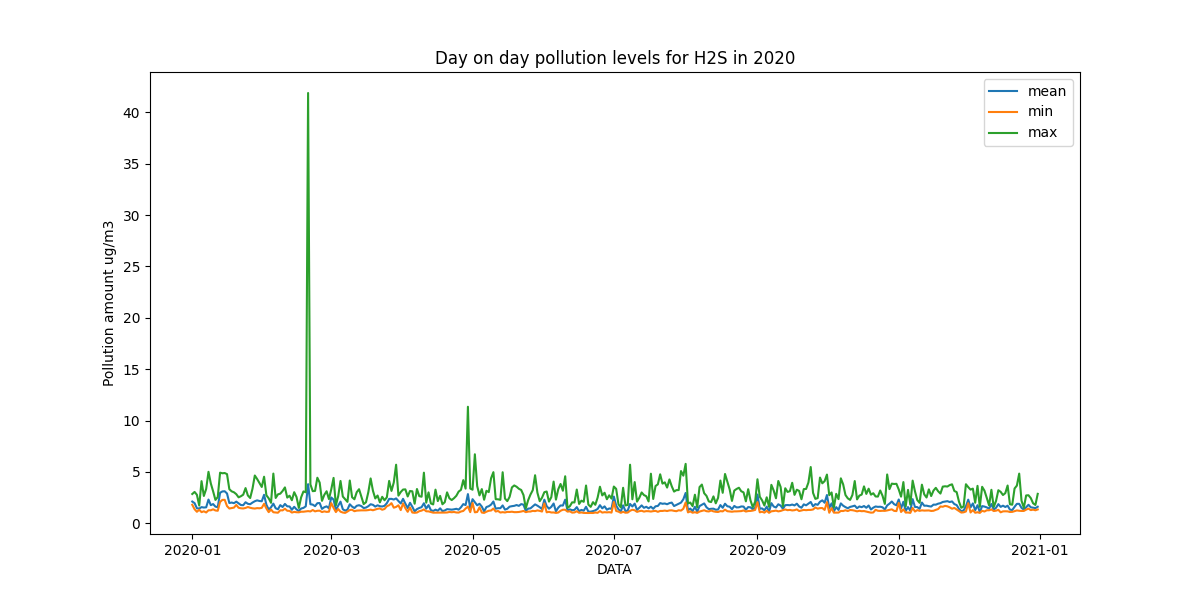 Day on day pollution levels for H2S in 2020
mean
min
max
Pollution amount ug/m3
40
35
30
25
20
15
10
5
0
2020-01 2020-03 2020-05 2020-07 2020-09 2020-11 2021-01
DATA